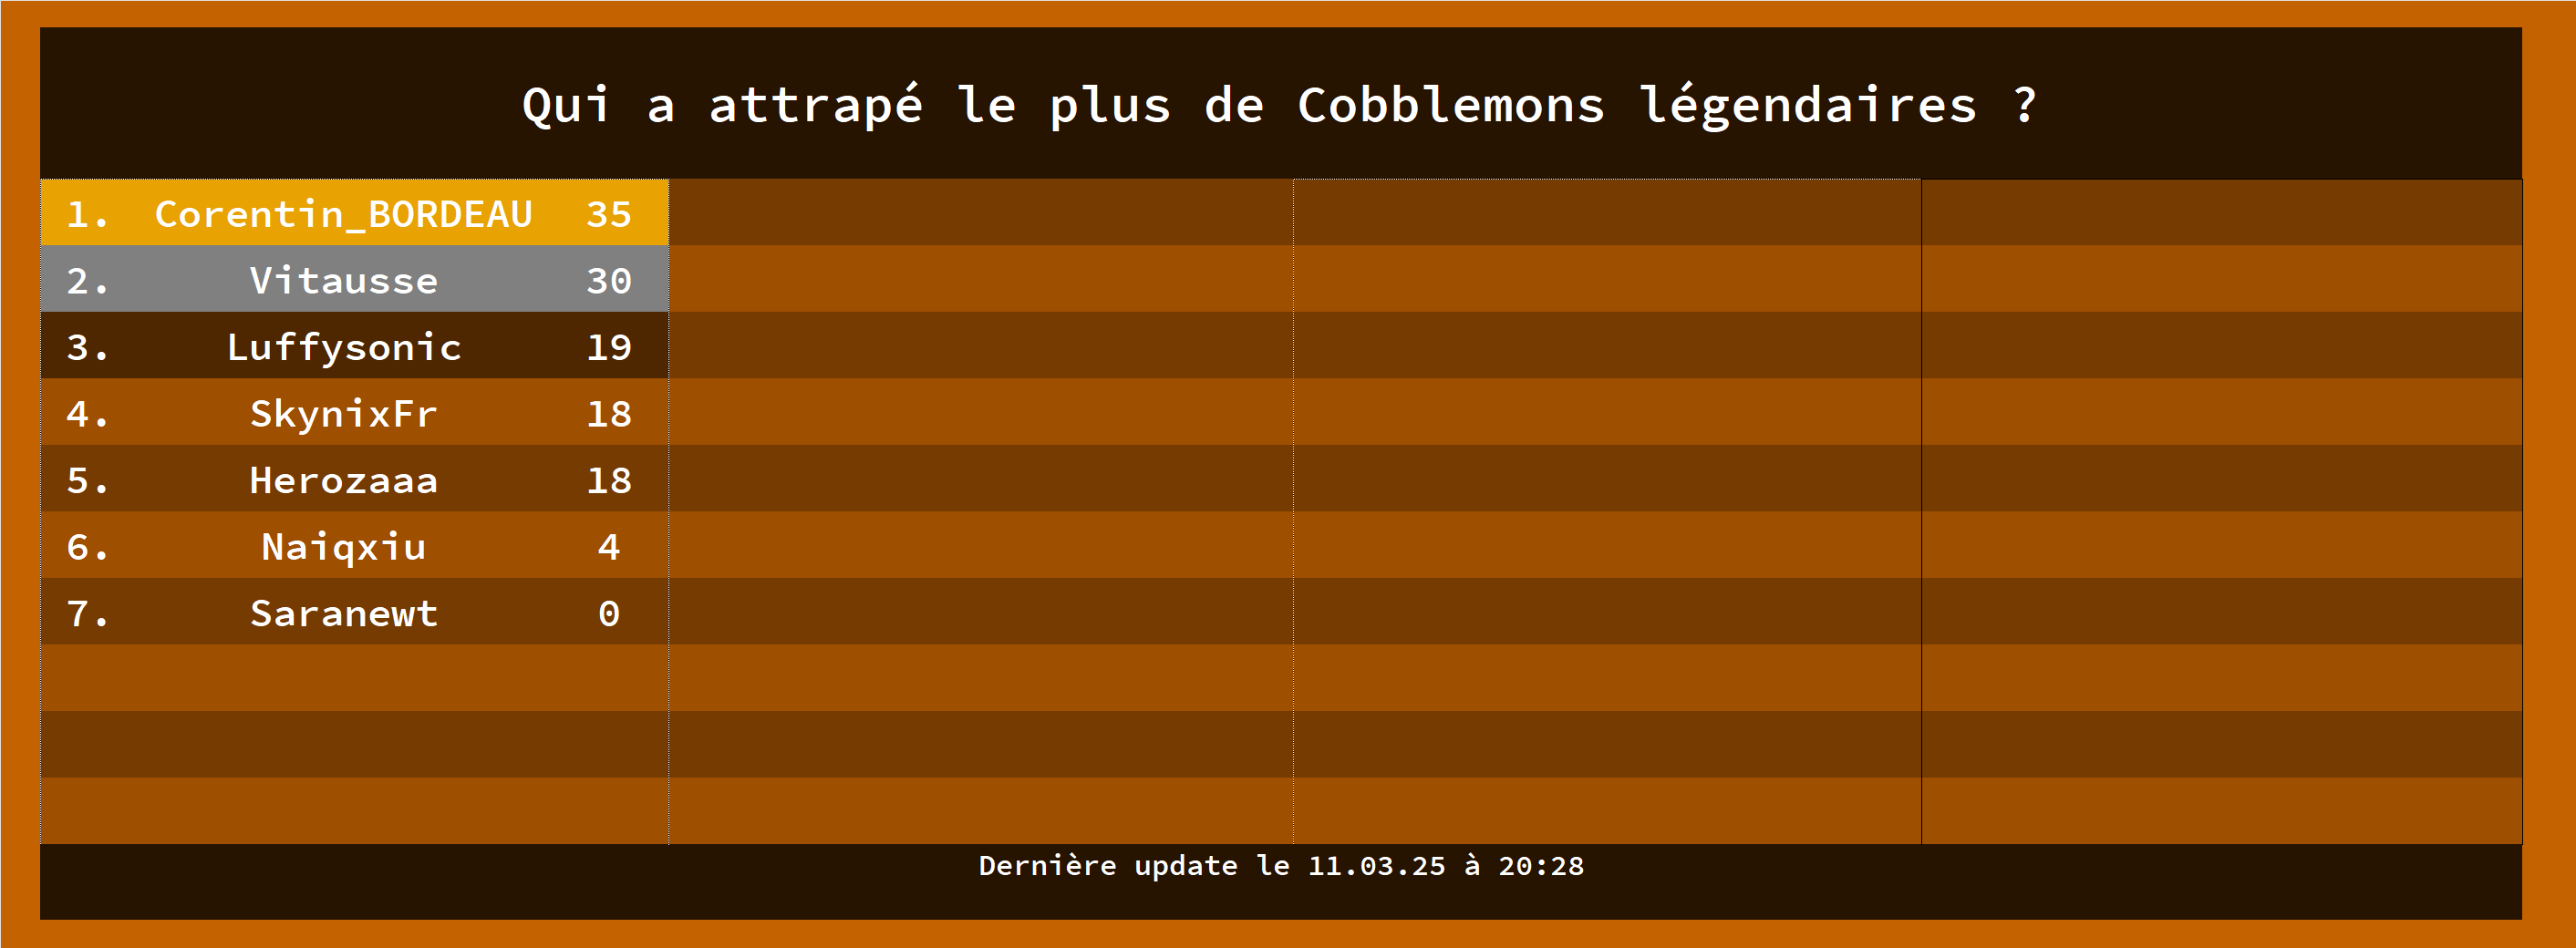 Qui a attrapé le plus de Cobblemons légendaires ?
1. Corentin_BORDEAU 35
2. Vitausse 30
3. Luffysonic 19
4. SkynixFr 18
5. Herozaaa 18
6. Naiqxiu 4
7. Saranewt 0
Dernière update le 11.03.25 à 20:28